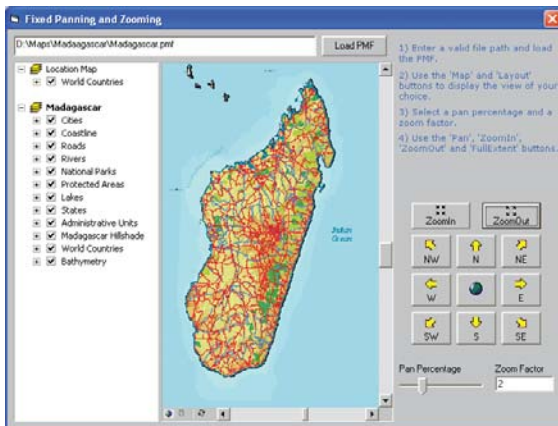 Fixed Panning and Zooming
D:\Maps\Madaagascar\Madagascar.pmf
Load PMF
Location Map
World Countries
Madagascar
Cities
Coastline
Roads
Rivers
National Parks
Protected Areas
Lakes
States
Administrative Units
Madagascar Hillshade
World Countries
Bathymetry
Indian
Ocean
1) Enter a valid file path and load
the PMF.
2) Use the 'Map' and 'Layout'
buttons to display the view of your
choice.
3) Select a pan percentage and a
zoom factor.
4) Use the 'Pan', 'ZoomIn',
'ZoomOut' and 'FullExtent' buttons.
ZoomIn ZoomOut
NW N NE
W E
SW S SE
Pan Percentage Zoom Factor
2